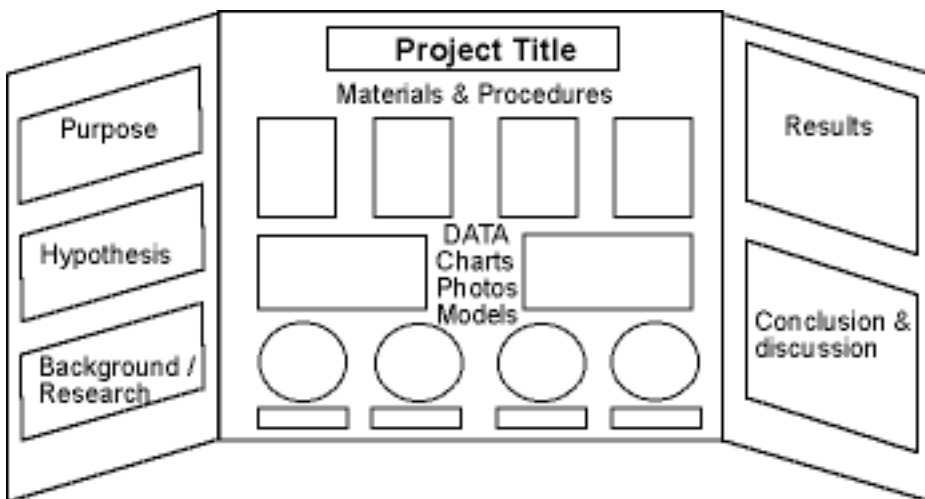 Project Title
Materials & Procedures
Purpose
Hypothesis
Background /
Research
DATA
Charts
Photos
Models
Results
Conclusion &
discussion